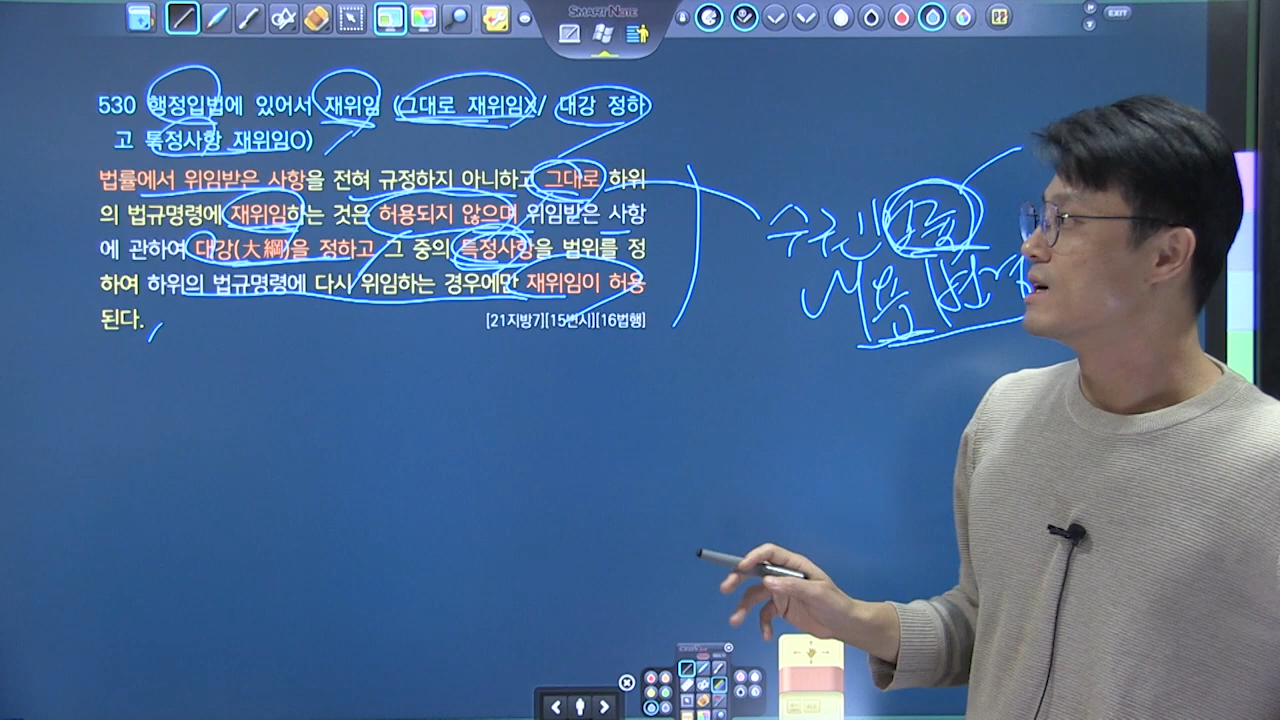 SMART NOTE
EXIT
530 행정입법에 있어서 재위임 (그대로 재위임X/ 대강 정하
고 특정사항 재위임O)
법률에서 위임받은 사항을 전혀 규정하지 아니하고 그대로 하위
의 법규명령에 재위임하는 것은 허용되지 않으며 위임받은 사항
에 관하여 대강(大綱)을 정하고 그 중의 특정사항을 범위를 정
하여 하위의 법규명령에 다시 위임하는 경우에만 재위임이 허용
된다.
[21지방7][15변시][16법행]
내용